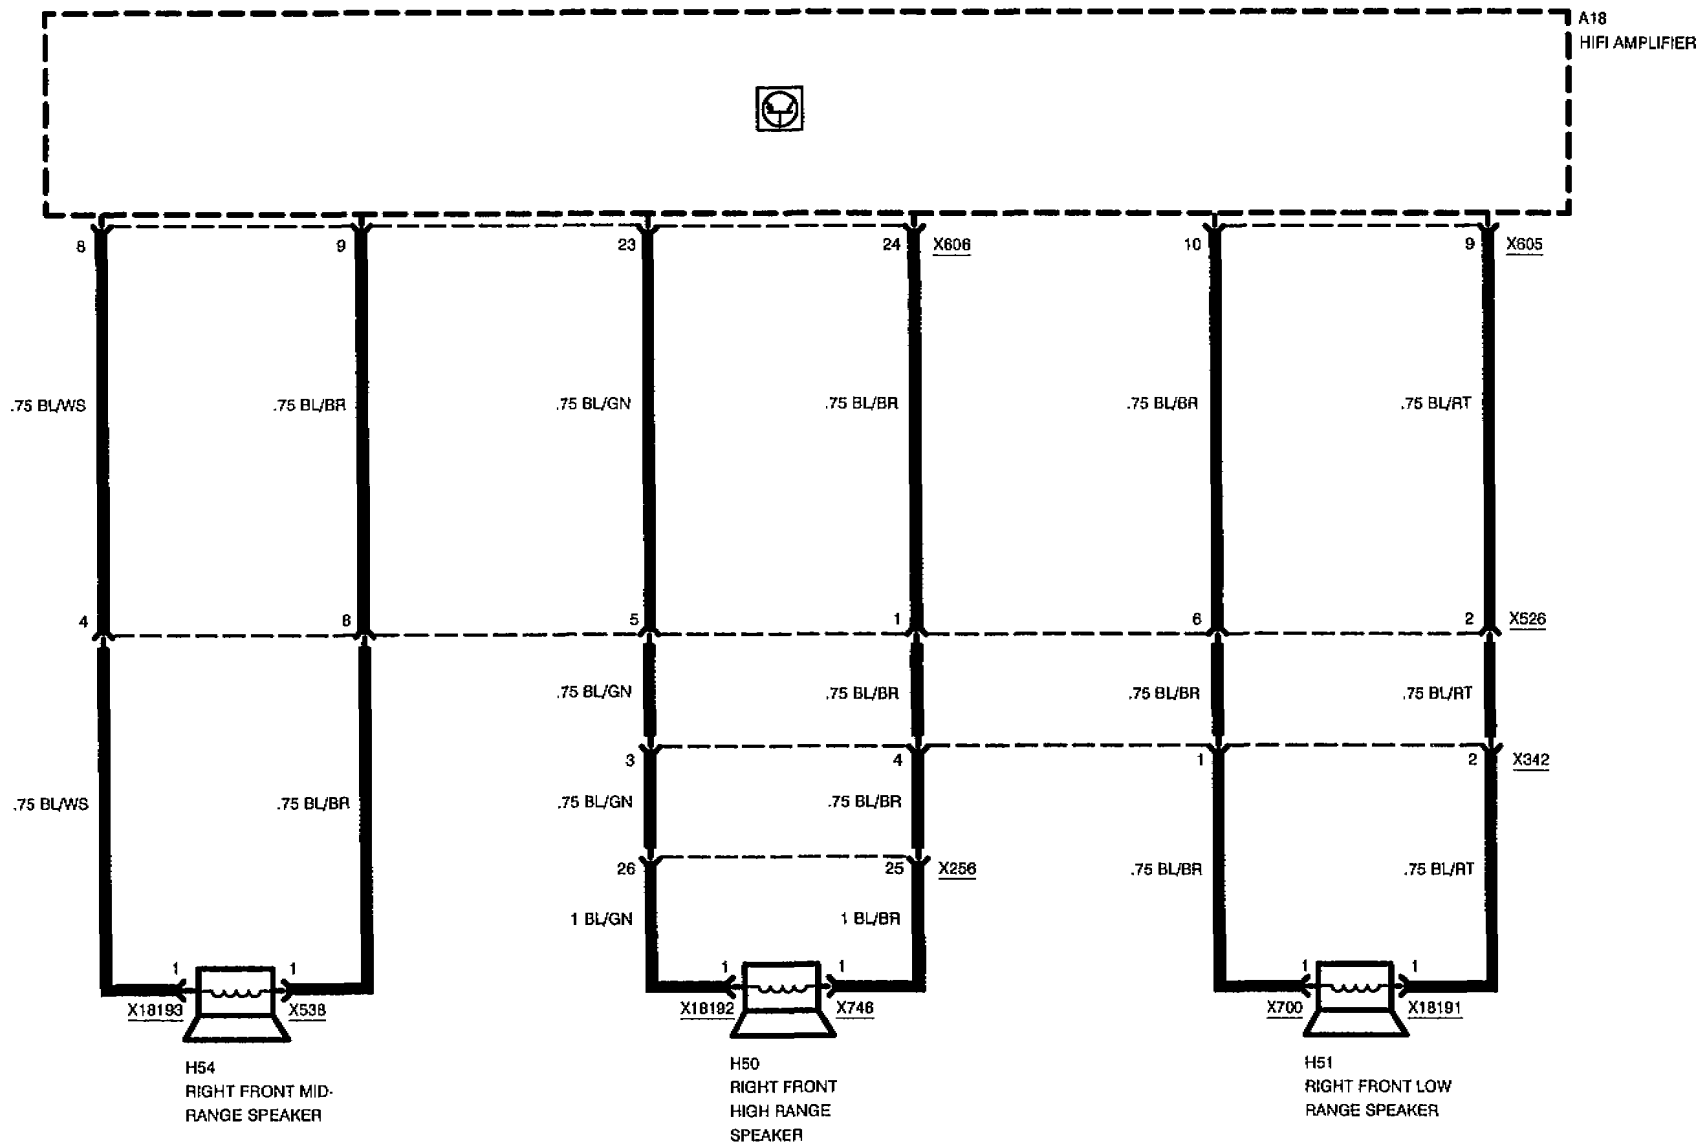 A18
HIFI AMPLIFIER
8
9
23
24
X606
10
9
X605
.75 BL/WS
.75 BL/BR
.75 BL/GN
.75 BL/BR
.75 BL/BR
.75 BL/RT
4
8
5
1
6
2
X526
.75 BL/GN
.75 BL/BR
.75 BL/BR
.75 BL/RT
3
4
1
2
X342
.75 BL/WS
.75 BL/BR
.75 BL/GN
.75 BL/BR
26
25
X256
.75 BL/BR
.75 BL/RT
1 BL/GN
1 BL/BR
1
1
1
1
1
1
X18193
X538
X18192
X746
X700
X18191
H54
RIGHT FRONT MID-
RANGE SPEAKER
H50
RIGHT FRONT
HIGH RANGE
SPEAKER
H51
RIGHT FRONT LOW
RANGE SPEAKER